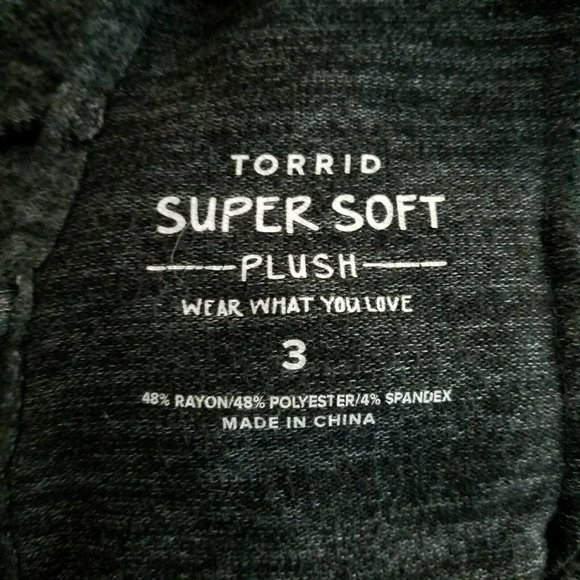 TORRID
SUPER SOFT
PLUSH
WEAR WHAT YOU LOVE
3
48% RAYON/48% POLYESTER/4% SPANDEX
MADE IN CHINA